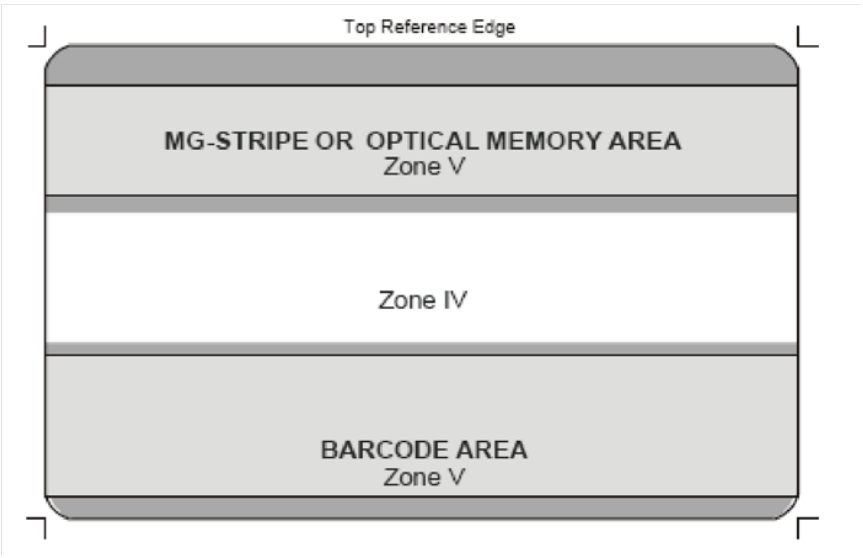 Top Reference Edge
MG-STRIPE OR OPTICAL MEMORY AREA
Zone V
Zone IV
BARCODE AREA
Zone V